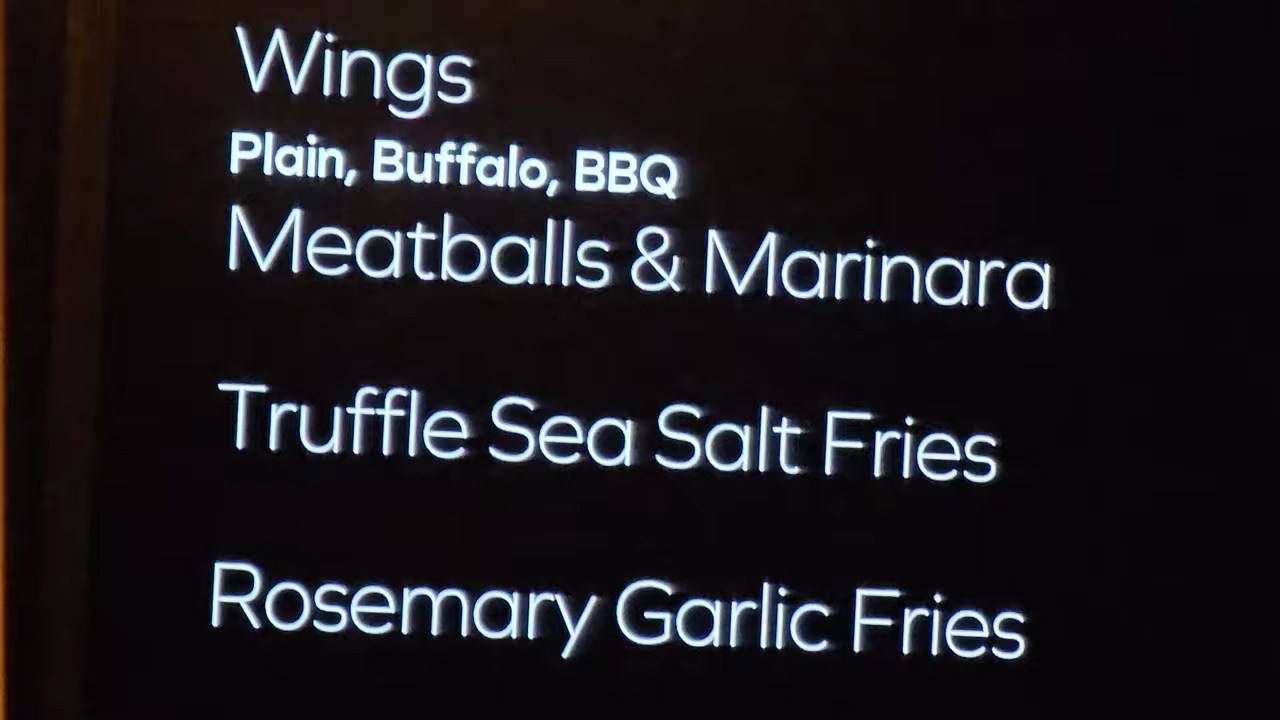 Wings
Plain, Buffalo, BBQ
Meatballs & Marinara
Truffle Sea Salt Fries
Rosemary Garlic Fries